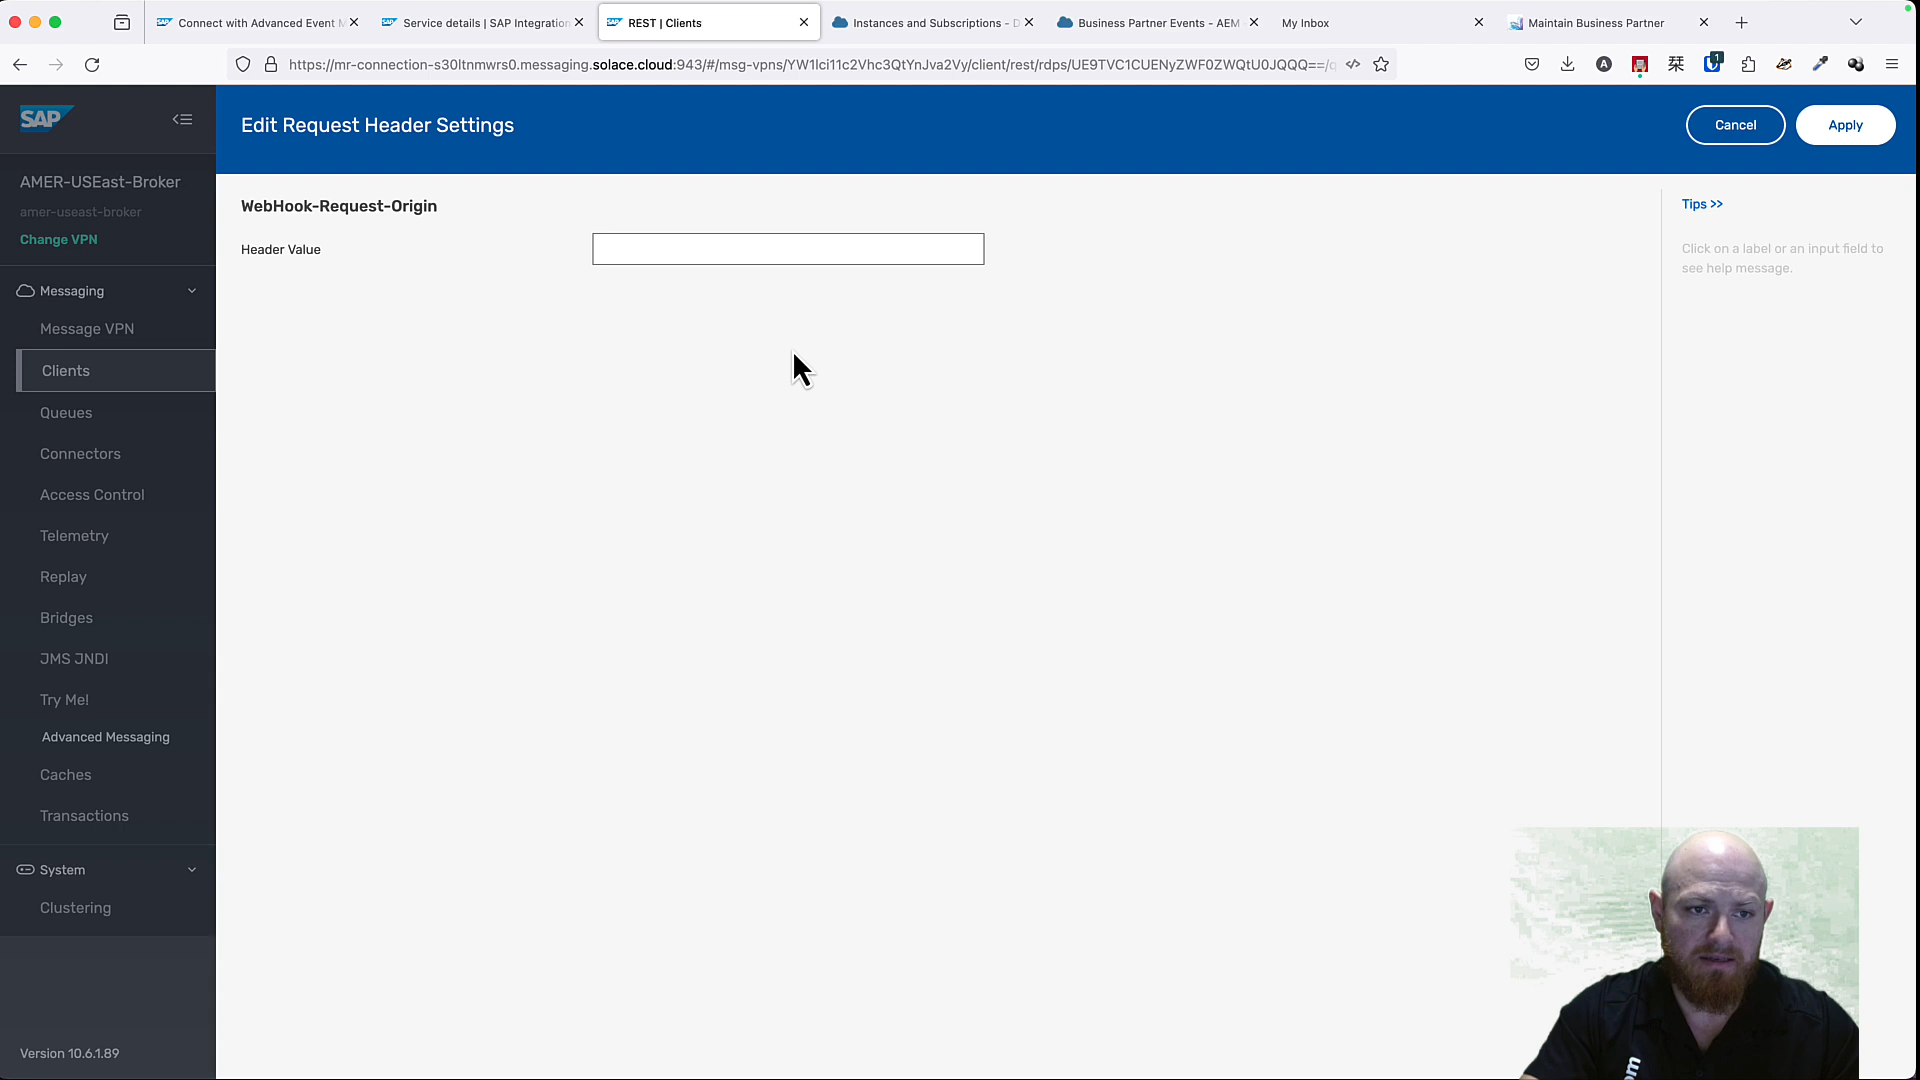 Connect with Advanced Event M
Service details | SAP Integration
REST | Clients
Instances and Subscriptions - D
Business Partner Events - AEM
My Inbox
Maintain Business Partner
https://mr-connection-s30ltnmwrs0.messaging.solace.cloud:943/#/msg-vpns/YW1lci11c2Vhc3QtYnJva2Vy/client/rest/rdps/UE9TVC1CUENyZWF0ZWQtU0JQQQ==/q
A
栞
1
SAP
Edit Request Header Settings
Cancel
Apply
AMER-USEast-Broker
amer-useast-broker
Change VPN
WebHook-Request-Origin
Header Value
Tips >>
Click on a label or an input field to
see help message.
Messaging
Message VPN
Clients
Queues
Connectors
Access Control
Telemetry
Replay
Bridges
JMS JNDI
Try Me!
Advanced Messaging
Caches
Transactions
System
Clustering
Version 10.6.1.89
om